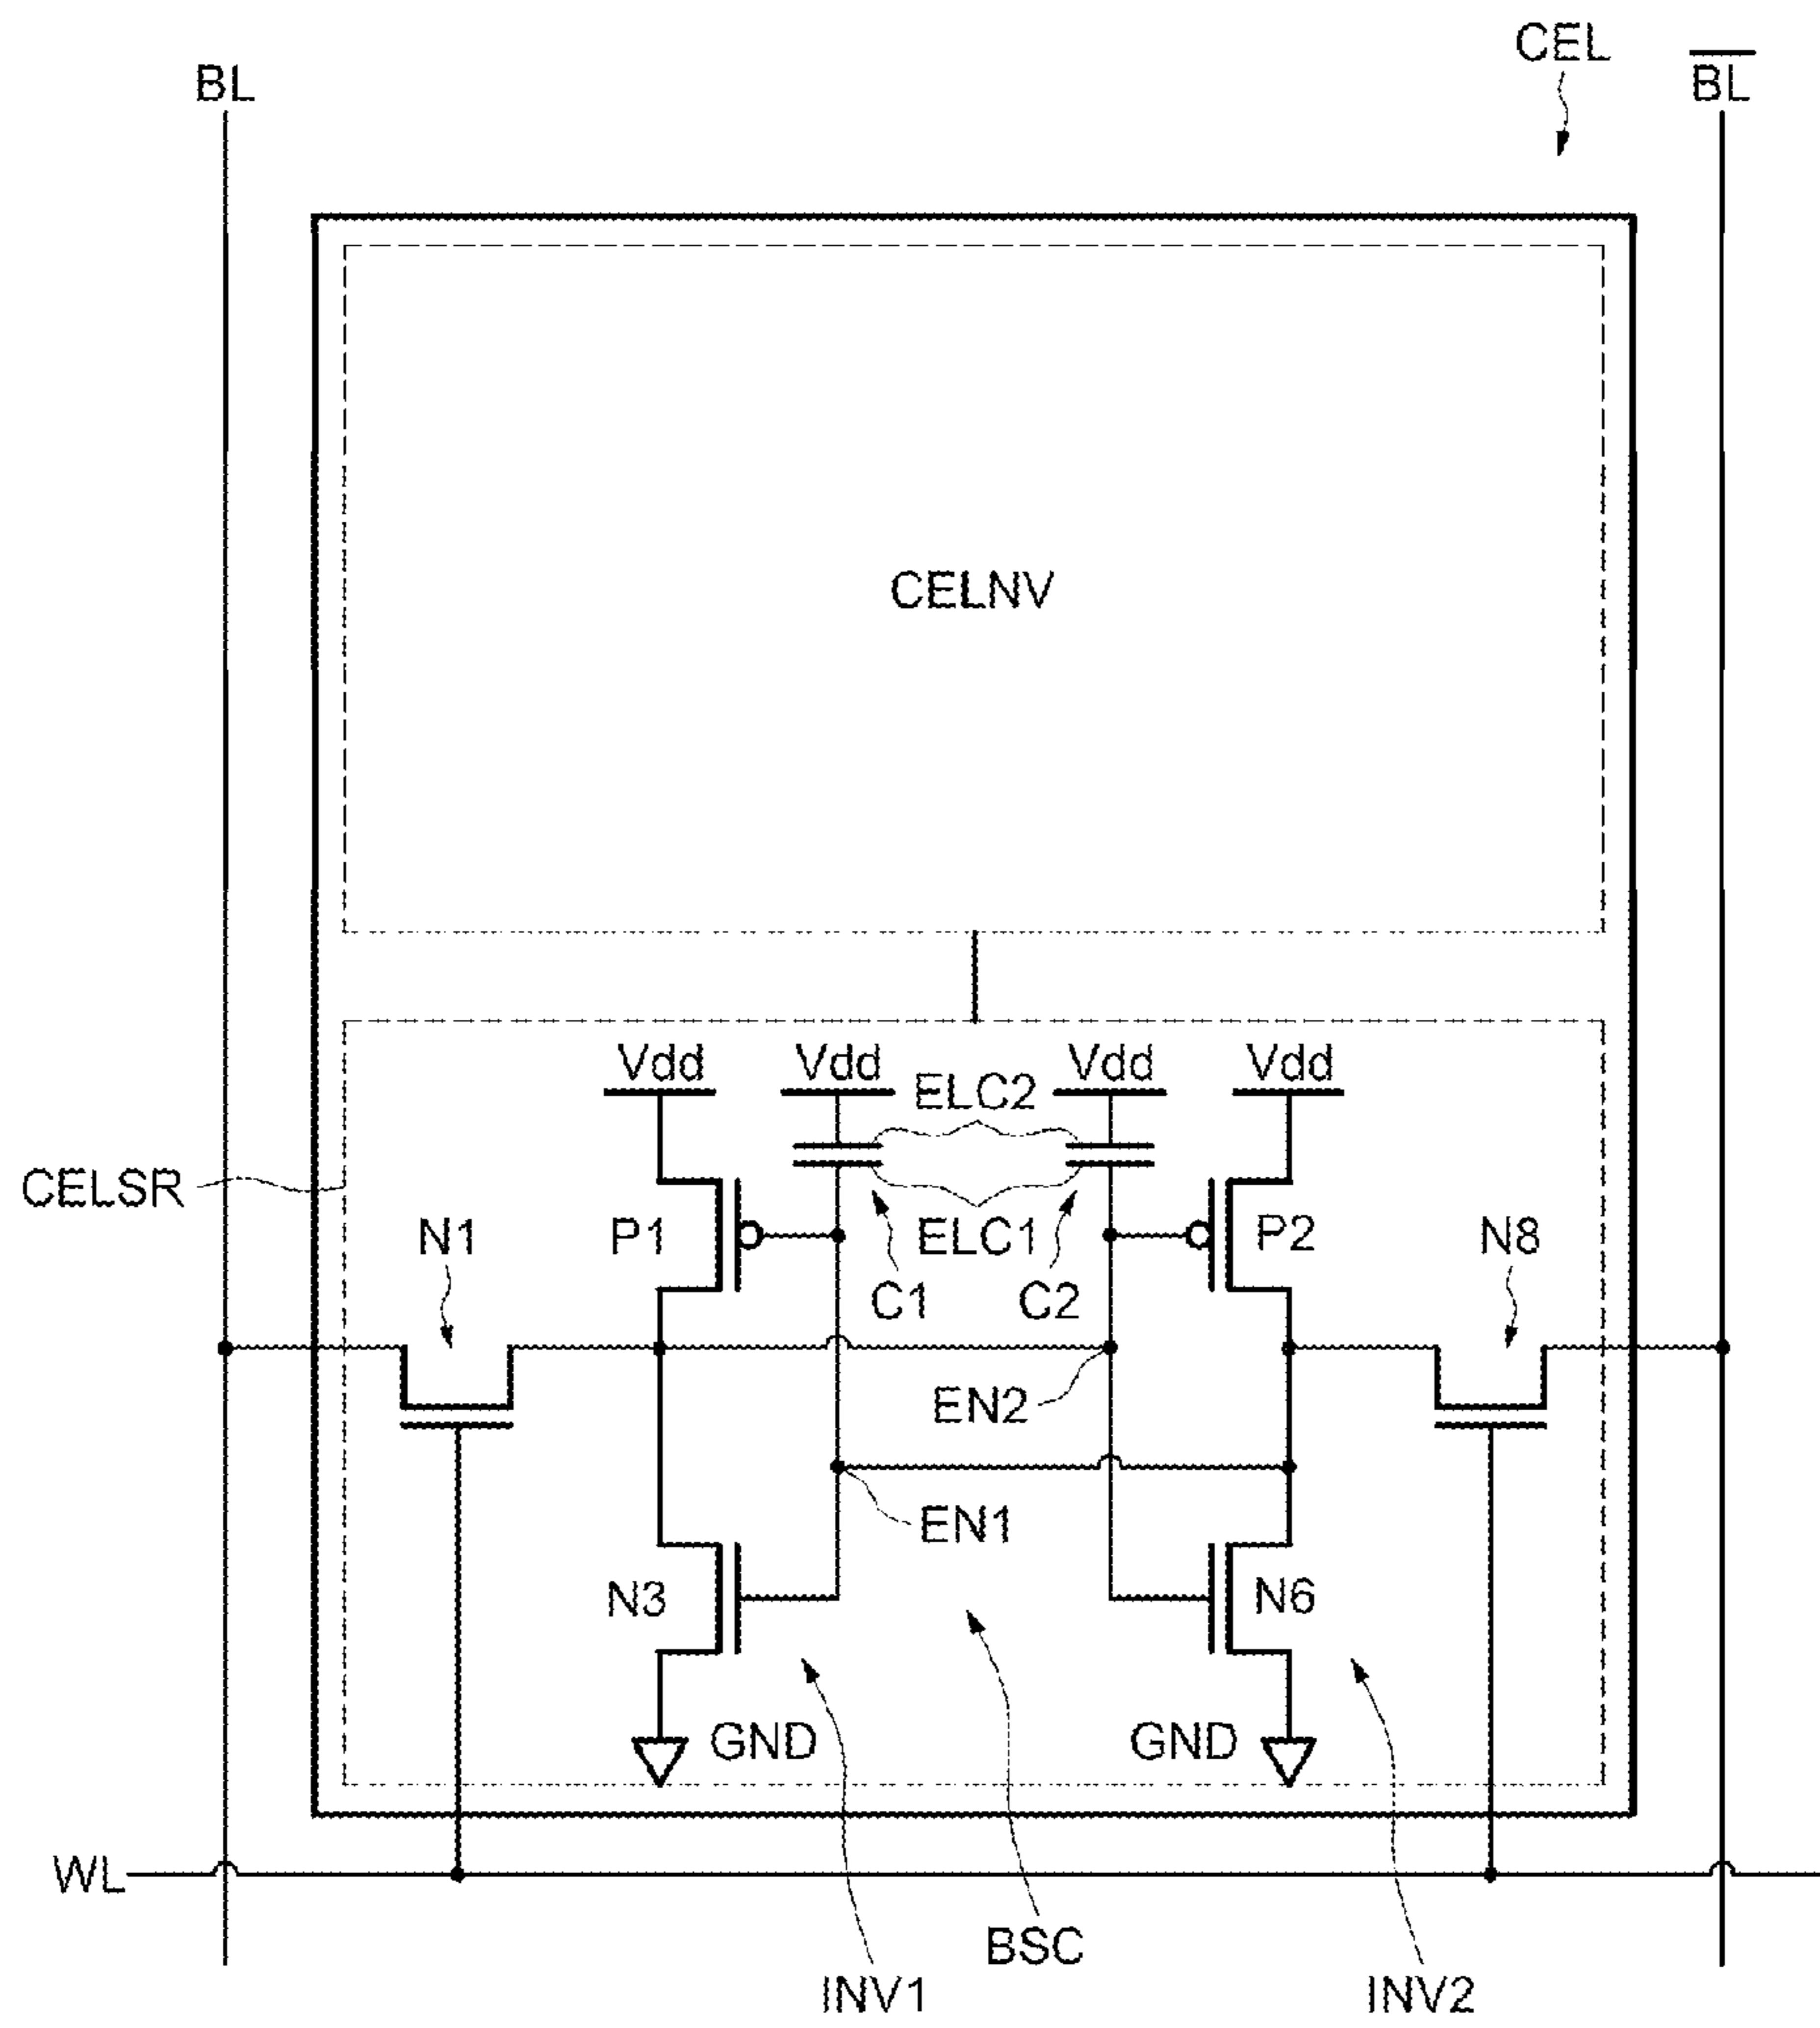 CEL
BL
B̅L̅
CELNV
Vdd
Vdd
Vdd
Vdd
ELC2
CELSR
N1
P1
ELC1
P2
N8
C1
C2
EN2
EN1
N3
N6
GND
GND
WL
BSC
INV1
INV2